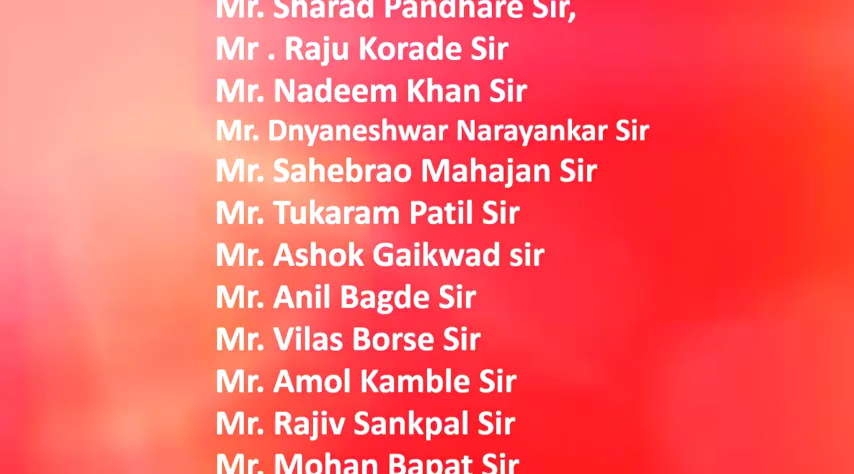 Mr. Sharad Pandhare Sir,
Mr . Raju Korade Sir
Mr. Nadeem Khan Sir
Mr. Dnyaneshwar Narayankar Sir
Mr. Sahebrao Mahajan Sir
Mr. Tukaram Patil Sir
Mr. Ashok Gaikwad sir
Mr. Anil Bagde Sir
Mr. Vilas Borse Sir
Mr. Amol Kamble Sir
Mr. Rajiv Sankpal Sir
Mr. Mohan Bapat Sir